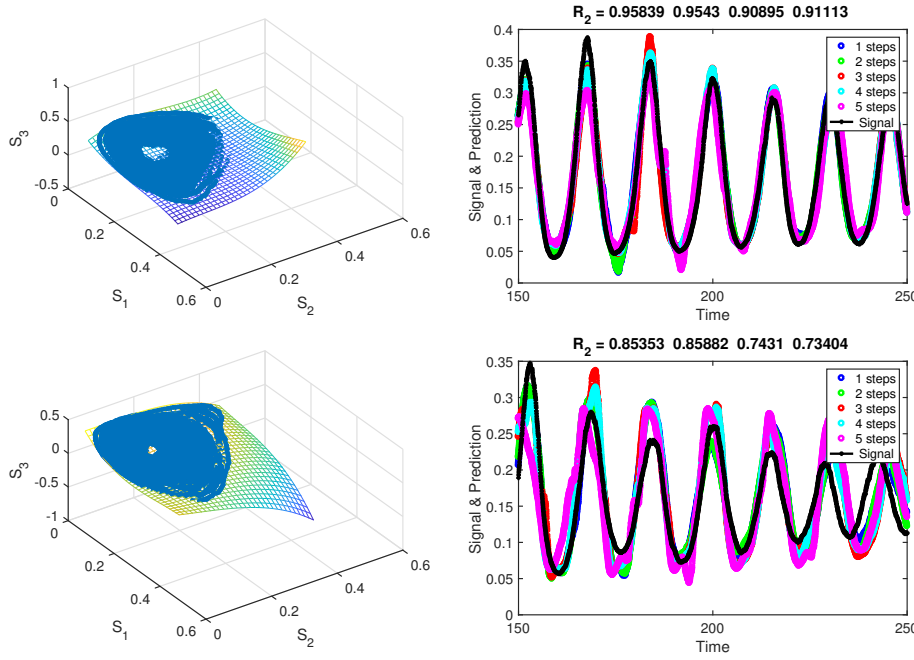 1
0.5
0
-0.5
S3
0
0.2
0.4
0.6
S1
0
0.2
0.4
0.6
S2
R2 = 0.95839 0.9543 0.90895 0.91113
0.4
0.35
0.3
0.25
0.2
0.15
0.1
0.05
0
Signal & Prediction
150
200
250
Time
1 steps
2 steps
3 steps
4 steps
5 steps
Signal
0.5
0
-0.5
-1
S3
0
0.2
0.4
0.6
S1
0
0.2
0.4
0.6
S2
R2 = 0.85353 0.85882 0.7431 0.73404
0.35
0.3
0.25
0.2
0.15
0.1
0.05
0
Signal & Prediction
150
200
250
Time
1 steps
2 steps
3 steps
4 steps
5 steps
Signal